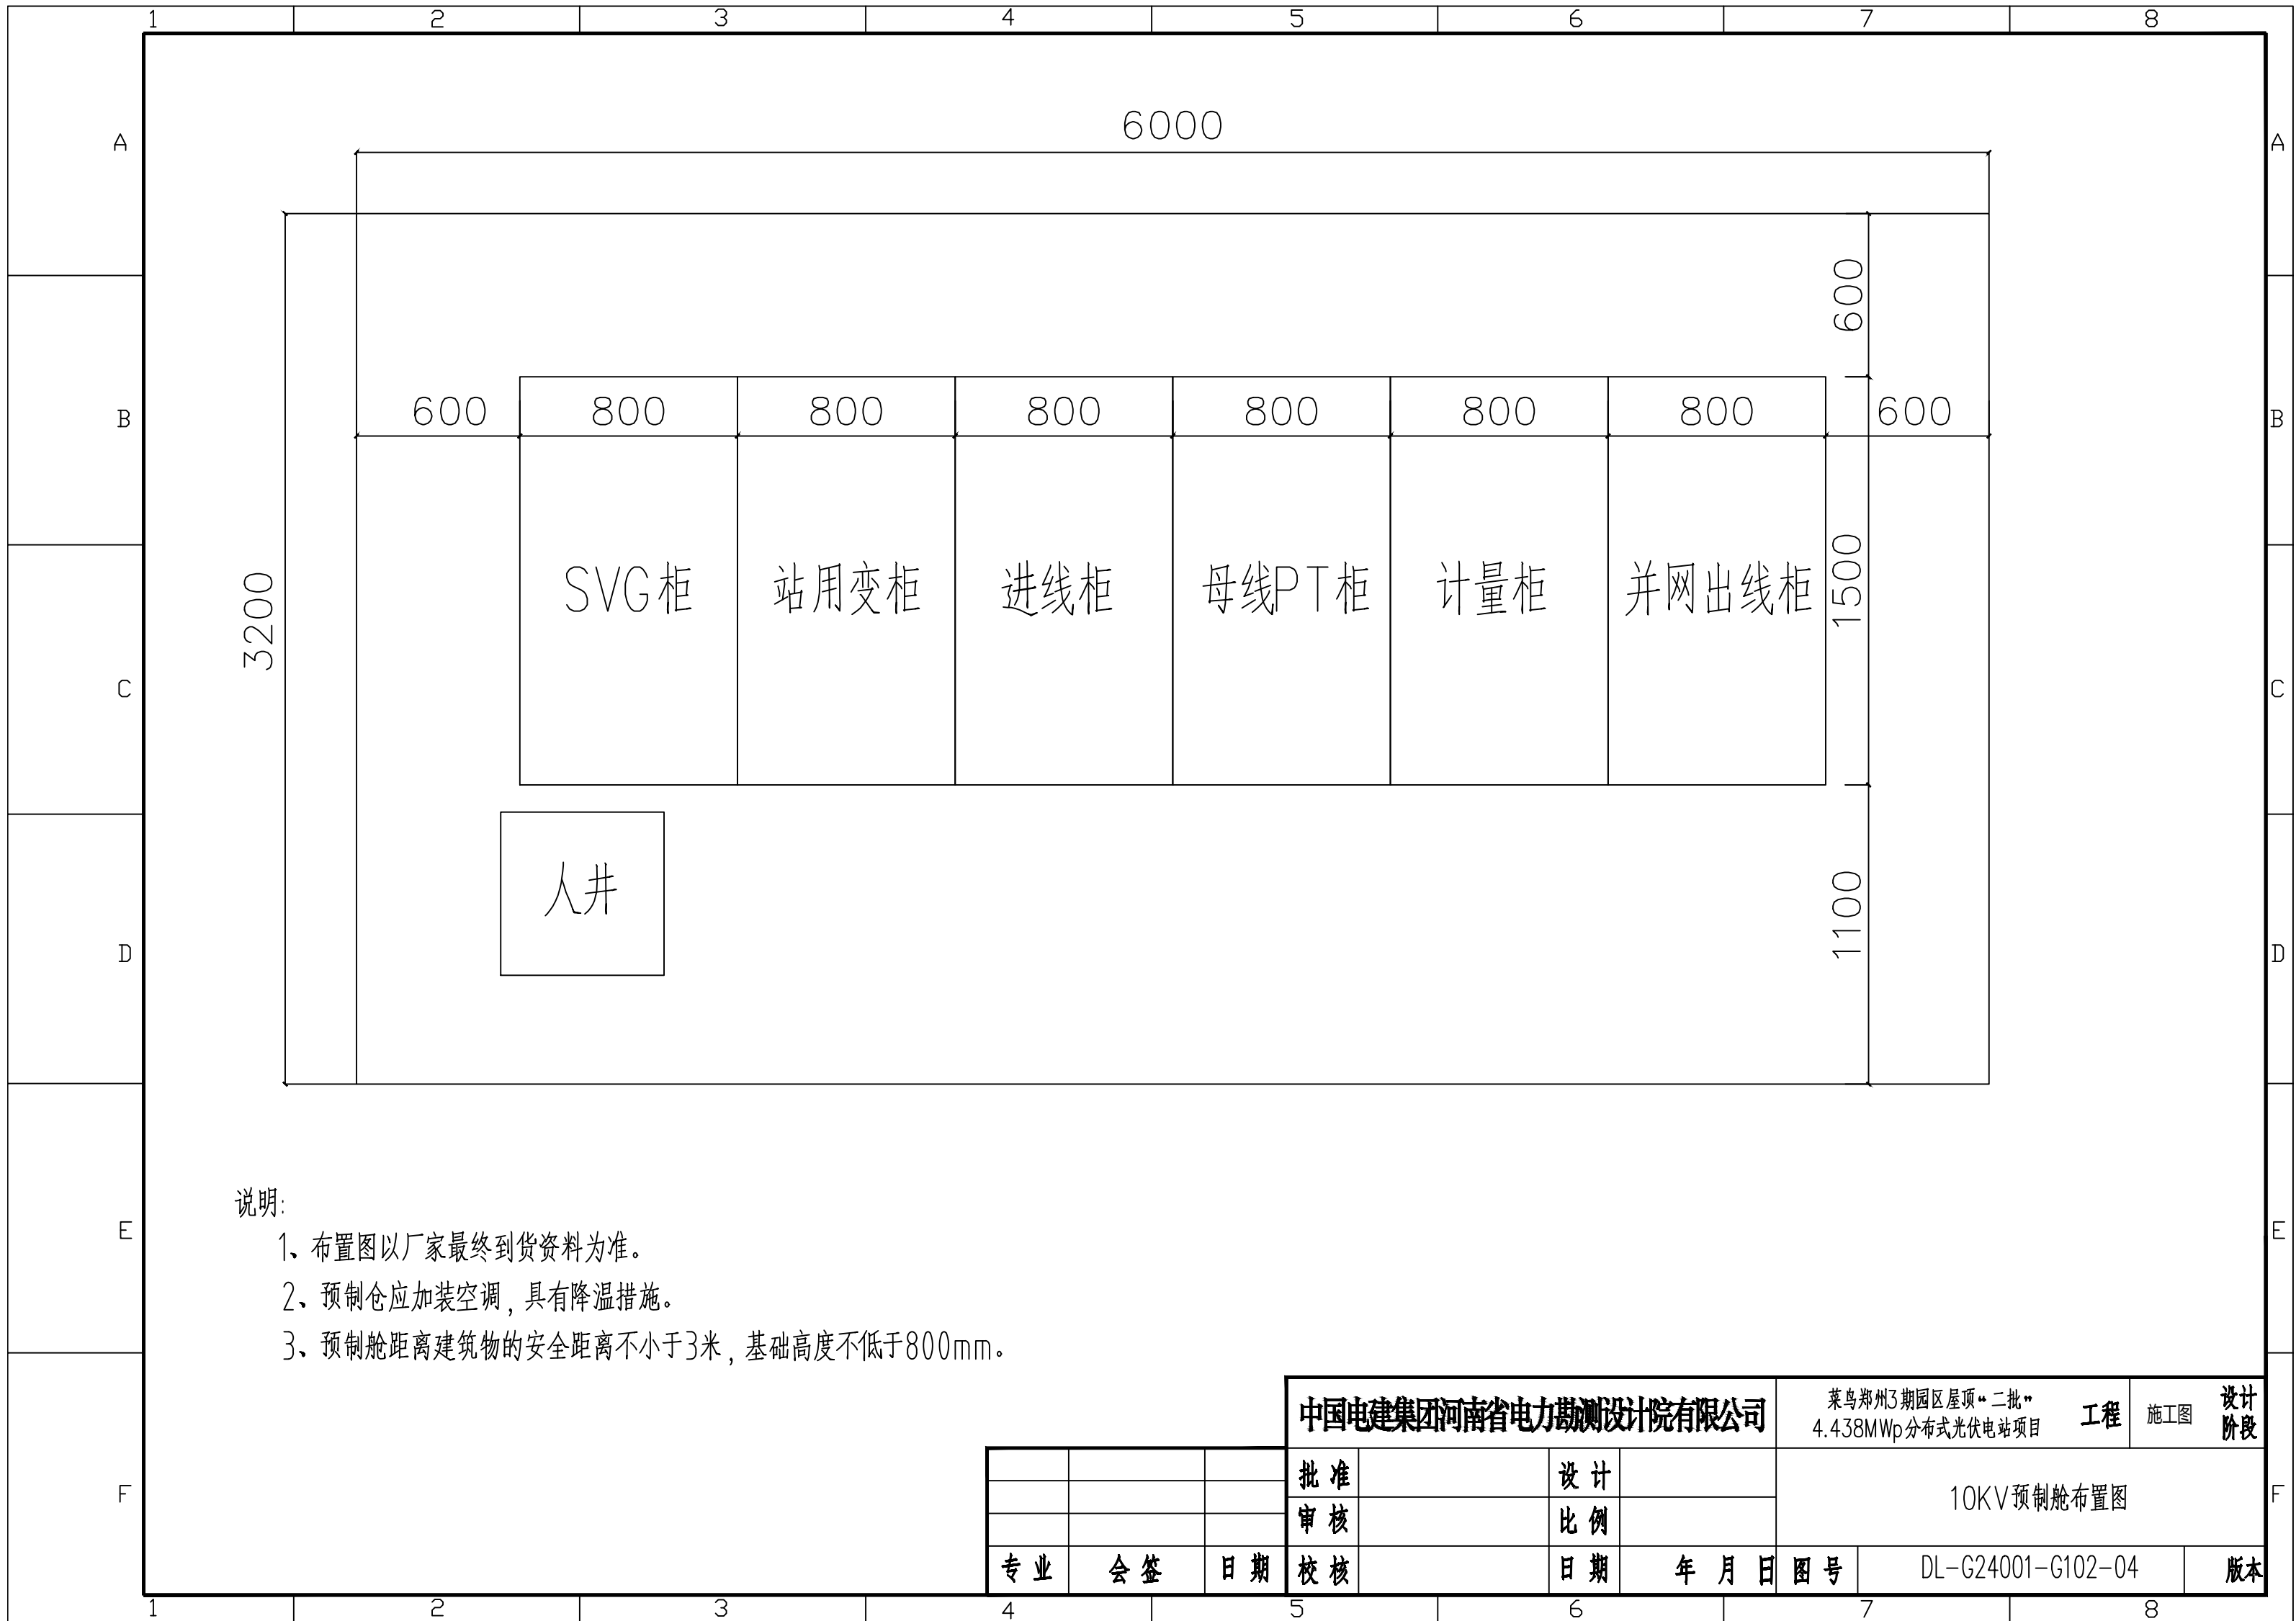 1 2 3 4 5 6 7 8
A A
6000
600
B B
600 800 800 800 800 800 800 600
3200
SVG柜 站用变柜 进线柜 母线PT柜 计量柜 并网出线柜
1500
C C
人井
1100
D D
说明:
E E
1、布置图以厂家最终到货资料为准。
2、预制仓应加装空调,具有降温措施。
3、预制舱距离建筑物的安全距离不小于3米,基础高度不低于800mm。
中国电建集团河南省电力勘测设计院有限公司
菜鸟郑州3期园区屋顶“二批”
4.438MWp分布式光伏电站项目
工程
施工图
设计
阶段
F F
批准 设计
10KV预制舱布置图
审核 比例
专业 会签 日期
校核 日期 年月日
图号 DL-G24001-G102-04 版本
1 2 3 4 5 6 7 8